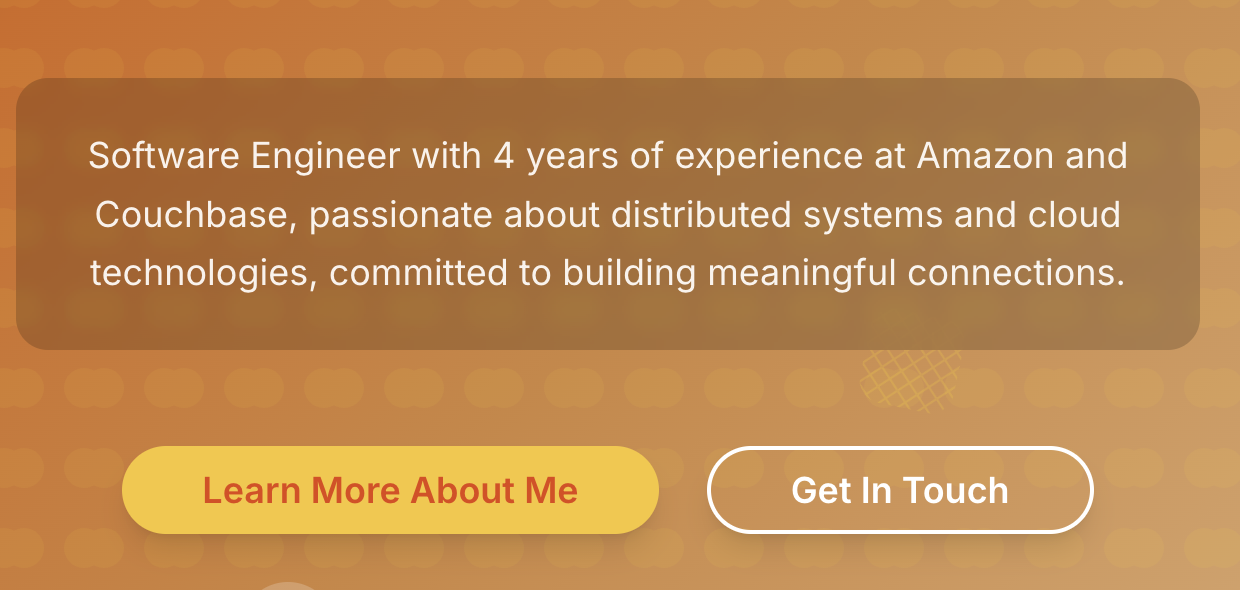 Software Engineer with 4 years of experience at Amazon and
Couchbase, passionate about distributed systems and cloud
technologies, committed to building meaningful connections.
Learn More About Me
Get In Touch